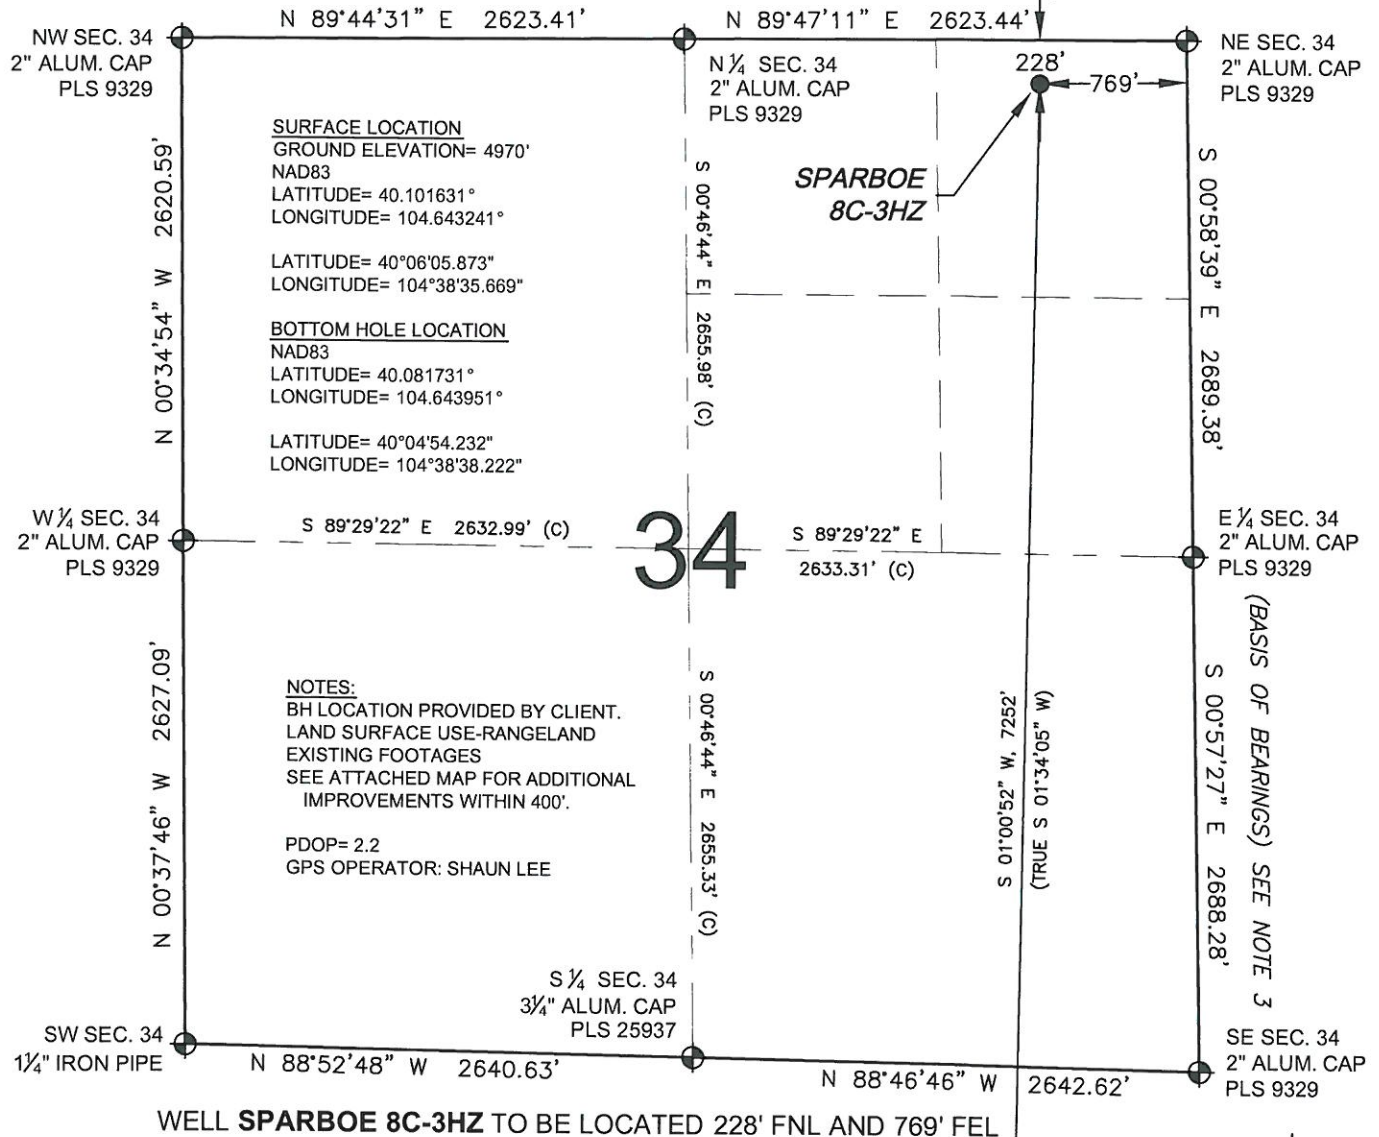 N 89°44'31" E 2623.41'
N 89°47'11" E 2623.44'
NW SEC. 34
2" ALUM. CAP
PLS 9329
N ¼ SEC. 34
2" ALUM. CAP
PLS 9329
228'
769'
NE SEC. 34
2" ALUM. CAP
PLS 9329
SURFACE LOCATION
GROUND ELEVATION= 4970'
NAD83
LATITUDE= 40.101631°
LONGITUDE= 104.643241°
LATITUDE= 40°06'05.873"
LONGITUDE= 104°38'35.669"
BOTTOM HOLE LOCATION
NAD83
LATITUDE= 40.081731°
LONGITUDE= 104.643951°
LATITUDE= 40°04'54.232"
LONGITUDE= 104°38'38.222"
SPARBOE
8C-3HZ
N 00°34'54" W 2620.59'
S 00°46'44" E 2655.98' (C)
S 00°58'39" E 2689.38'
W ¼ SEC. 34
2" ALUM. CAP
PLS 9329
S 89°29'22" E 2632.99' (C)
34
S 89°29'22" E
2633.31' (C)
E ¼ SEC. 34
2" ALUM. CAP
PLS 9329
NOTES:
BH LOCATION PROVIDED BY CLIENT.
LAND SURFACE USE-RANGELAND
EXISTING FOOTAGES
SEE ATTACHED MAP FOR ADDITIONAL
IMPROVEMENTS WITHIN 400'.
PDOP= 2.2
GPS OPERATOR: SHAUN LEE
N 00°37'46" W 2627.09'
S 00°46'44" E 2655.33' (C)
S 01°00'52" W, 7252'
(TRUE S 01°34'05" W)
S 00°57'27" E 2688.28'
(BASIS OF BEARINGS) SEE NOTE 3
SW SEC. 34
1¼" IRON PIPE
S ¼ SEC. 34
3¼" ALUM. CAP
PLS 25937
SE SEC. 34
2" ALUM. CAP
PLS 9329
N 88°52'48" W 2640.63'
N 88°46'46" W 2642.62'
WELL SPARBOE 8C-3HZ TO BE LOCATED 228' FNL AND 769' FEL